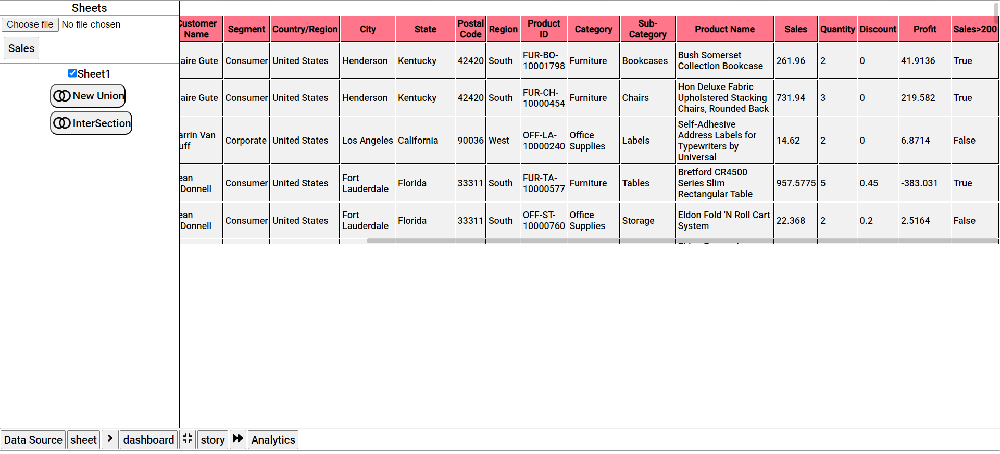 Sheets
Choose file No file chosen
Sales
Sheet1
New Union
InterSection
Customer Name Segment Country/Region City State Postal Code Region Product ID Category Sub-Category Product Name Sales Quantity Discount Profit Sales>200
aire Gute Consumer United States Henderson Kentucky 42420 South FUR-BO-10001798 Furniture Bookcases Bush Somerset Collection Bookcase 261.96 2 0 41.9136 True
aire Gute Consumer United States Henderson Kentucky 42420 South FUR-CH-10000454 Furniture Chairs Hon Deluxe Fabric Upholstered Stacking Chairs, Rounded Back 731.94 3 0 219.582 True
arrin Van uff Corporate United States Los Angeles California 90036 West OFF-LA-10000240 Office Supplies Labels Self-Adhesive Address Labels for Typewriters by Universal 14.62 2 0 6.8714 False
ean 'Donnell Consumer United States Fort Lauderdale Florida 33311 South FUR-TA-10000577 Furniture Tables Bretford CR4500 Series Slim Rectangular Table 957.5775 5 0.45 -383.031 True
ean 'Donnell Consumer United States Fort Lauderdale Florida 33311 South OFF-ST-10000760 Office Supplies Storage Eldon Fold 'N Roll Cart System 22.368 2 0.2 2.5164 False
Data Source sheet dashboard story Analytics